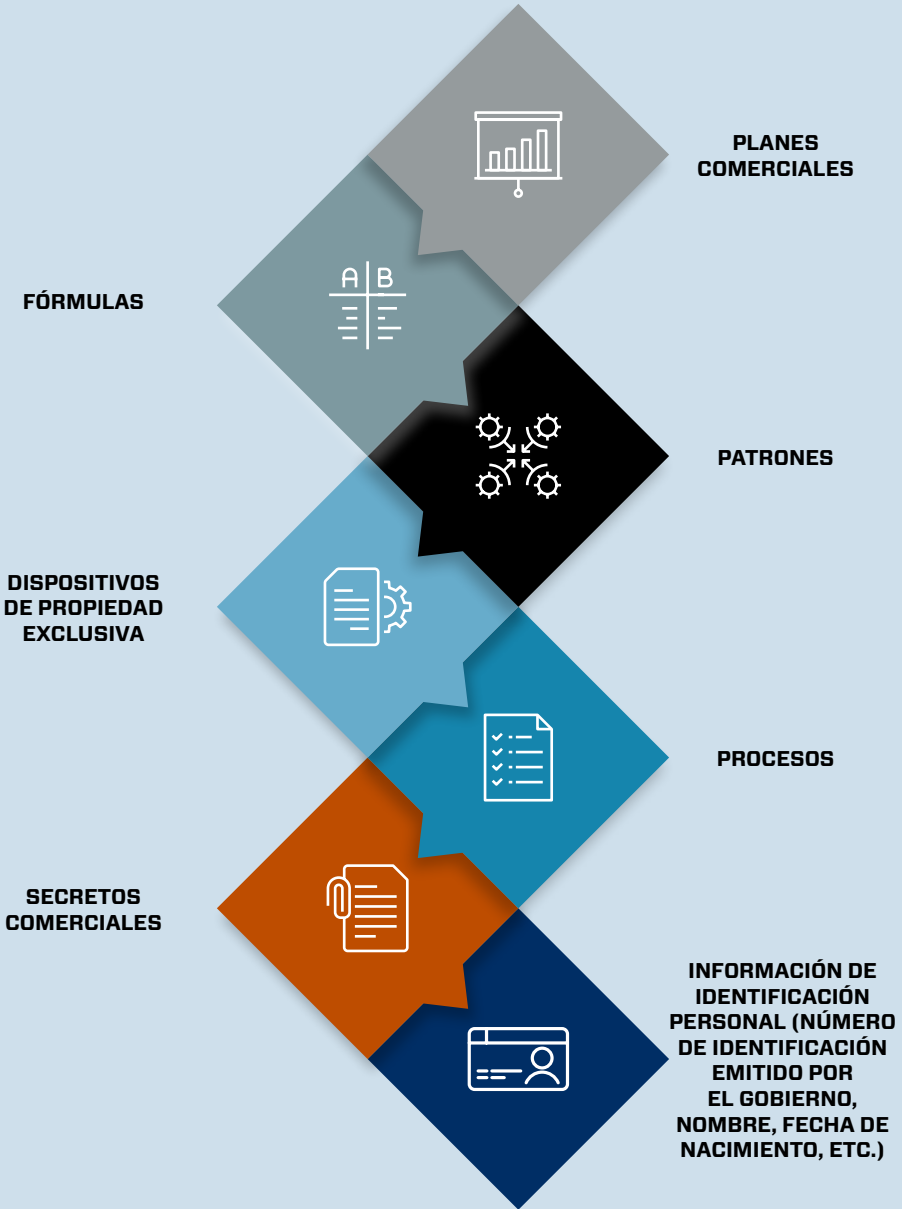 PLANES
COMERCIALES
A B
FÓRMULAS
PATRONES
DISPOSITIVOS
DE PROPIEDAD
EXCLUSIVA
PROCESOS
SECRETOS
COMERCIALES
INFORMACIÓN DE
IDENTIFICACIÓN
PERSONAL (NÚMERO
DE IDENTIFICACIÓN
EMITIDO POR
EL GOBIERNO,
NOMBRE, FECHA DE
NACIMIENTO, ETC.)